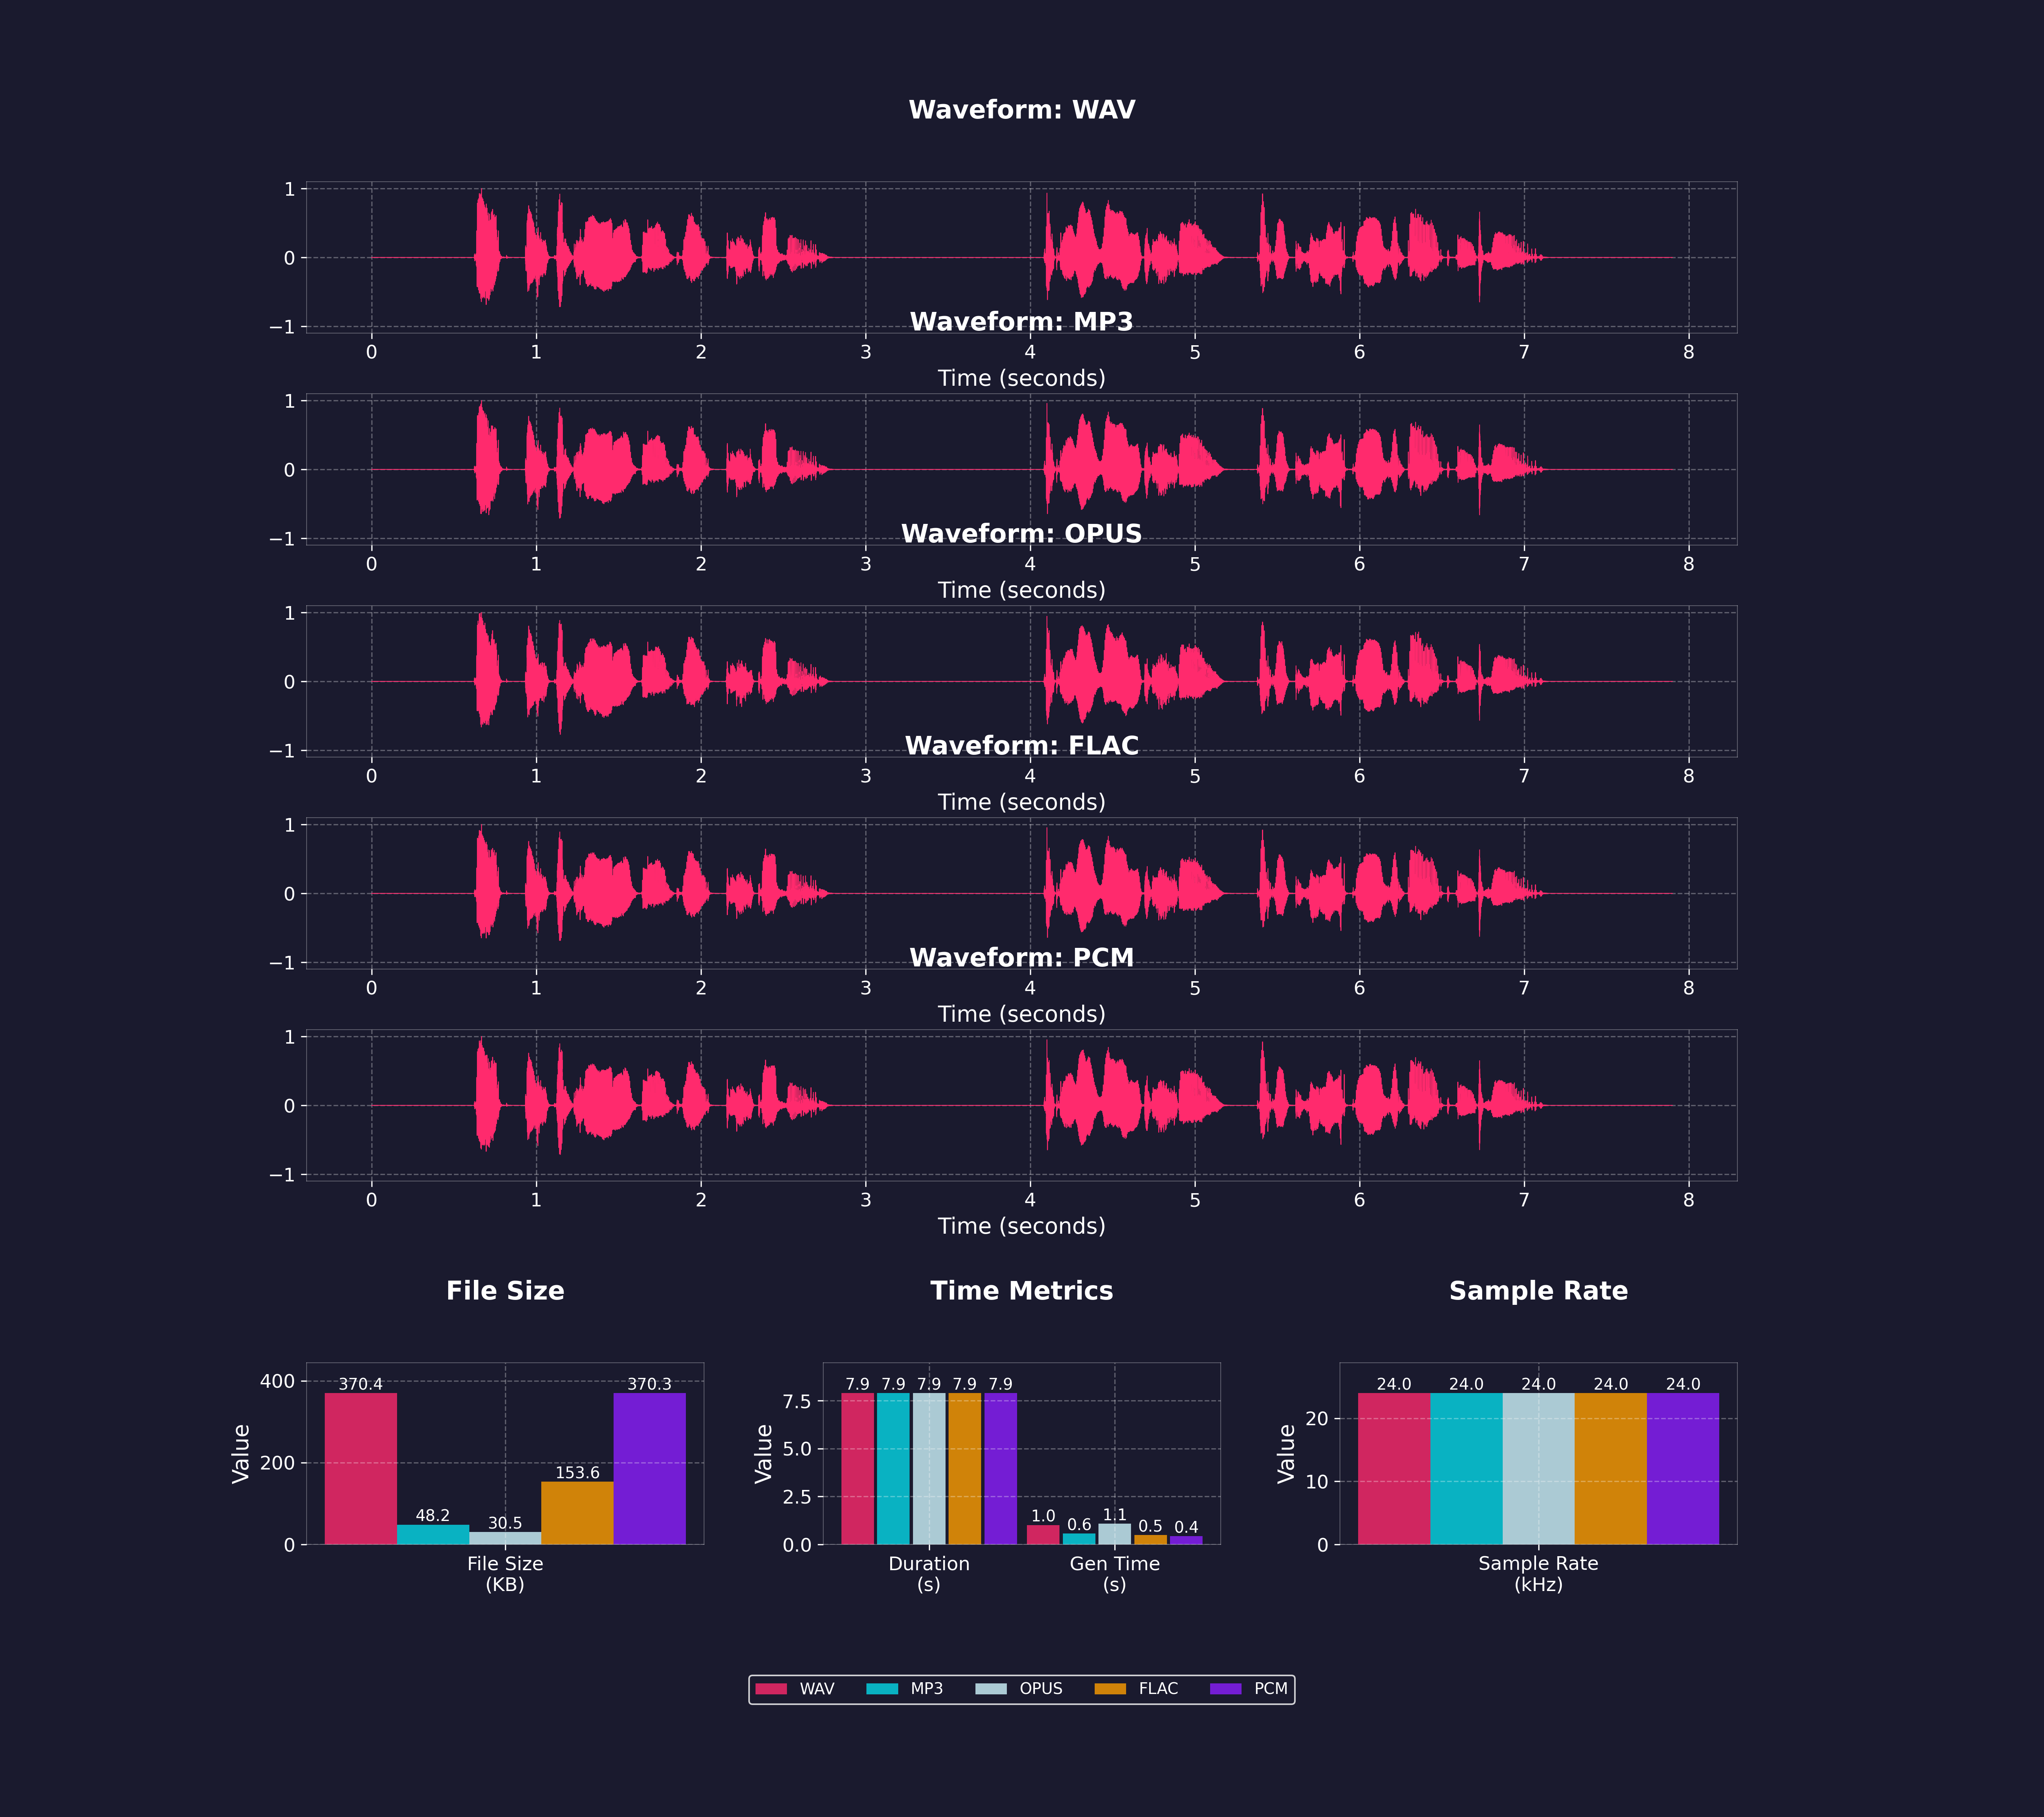 Waveform: WAV
1
0
−1
0 1 2 3 4 5 6 7 8
Time (seconds)
Waveform: MP3
1
0
−1
0 1 2 3 4 5 6 7 8
Time (seconds)
Waveform: OPUS
1
0
−1
0 1 2 3 4 5 6 7 8
Time (seconds)
Waveform: FLAC
1
0
−1
0 1 2 3 4 5 6 7 8
Time (seconds)
Waveform: PCM
1
0
−1
0 1 2 3 4 5 6 7 8
Time (seconds)
File Size
Value
400
200
0
370.4 48.2 30.5 153.6 370.3
File Size
(KB)
Time Metrics
Value
7.5
5.0
2.5
0.0
7.9 7.9 7.9 7.9 7.9
1.0 0.6 1.1 0.5 0.4
Duration
(s)
Gen Time
(s)
Sample Rate
Value
20
10
0
24.0 24.0 24.0 24.0 24.0
Sample Rate
(kHz)
WAV MP3 OPUS FLAC PCM